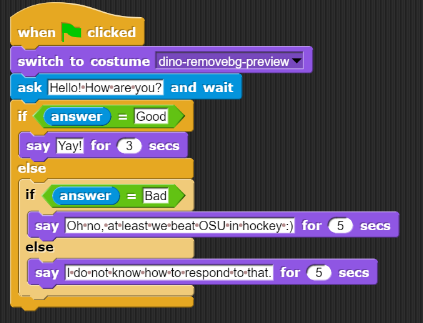 when clicked
switch to costume dino-removebg-preview
ask Hello! How are you? and wait
if answer = Good
say Yay! for 3 secs
else
if answer = Bad
say Oh no, at least we beat OSU in hockey :) for 5 secs
else
say I do not know how to respond to that. for 5 secs